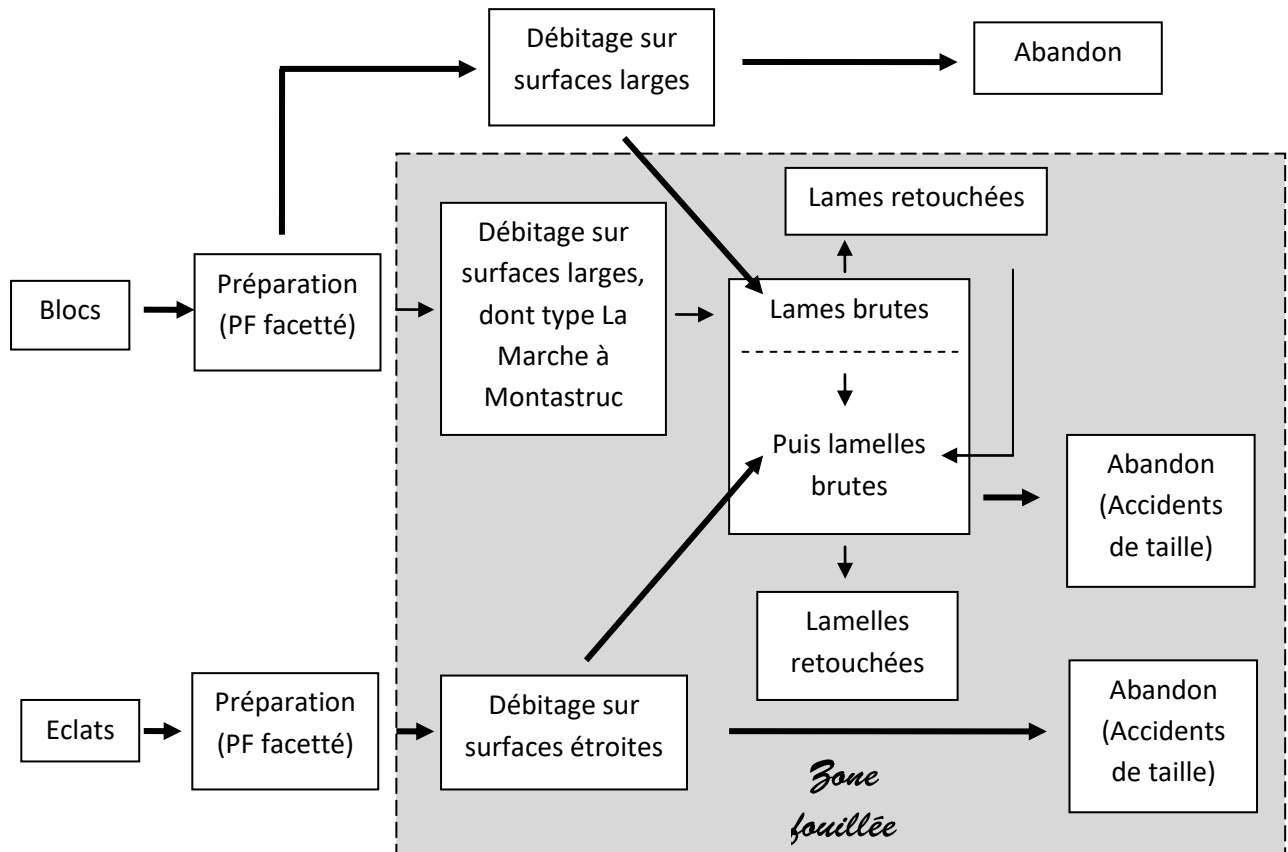 Débitage sur
surfaces larges
Abandon
Lames retouchées
Débitage sur
surfaces larges,
dont type La
Marche à
Montastruc
Préparation
(PF facetté)
Blocs
Lames brutes
Puis lamelles
brutes
Abandon
(Accidents
de taille)
Lamelles
retouchées
Eclats
Préparation
(PF facetté)
Débitage sur
surfaces étroites
Abandon
(Accidents
de taille)
Zone
fouillée